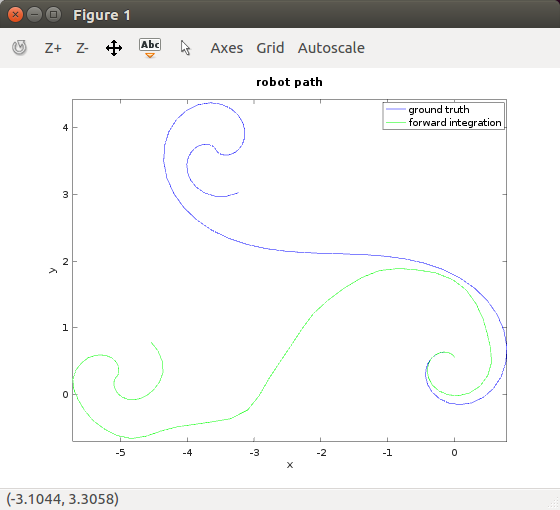 Figure 1
Z+ Z- Abc Axes Grid Autoscale
robot path
ground truth
forward integration
4
3
2
1
0
y
-5 -4 -3 -2 -1 0
x
(-3.1044, 3.3058)